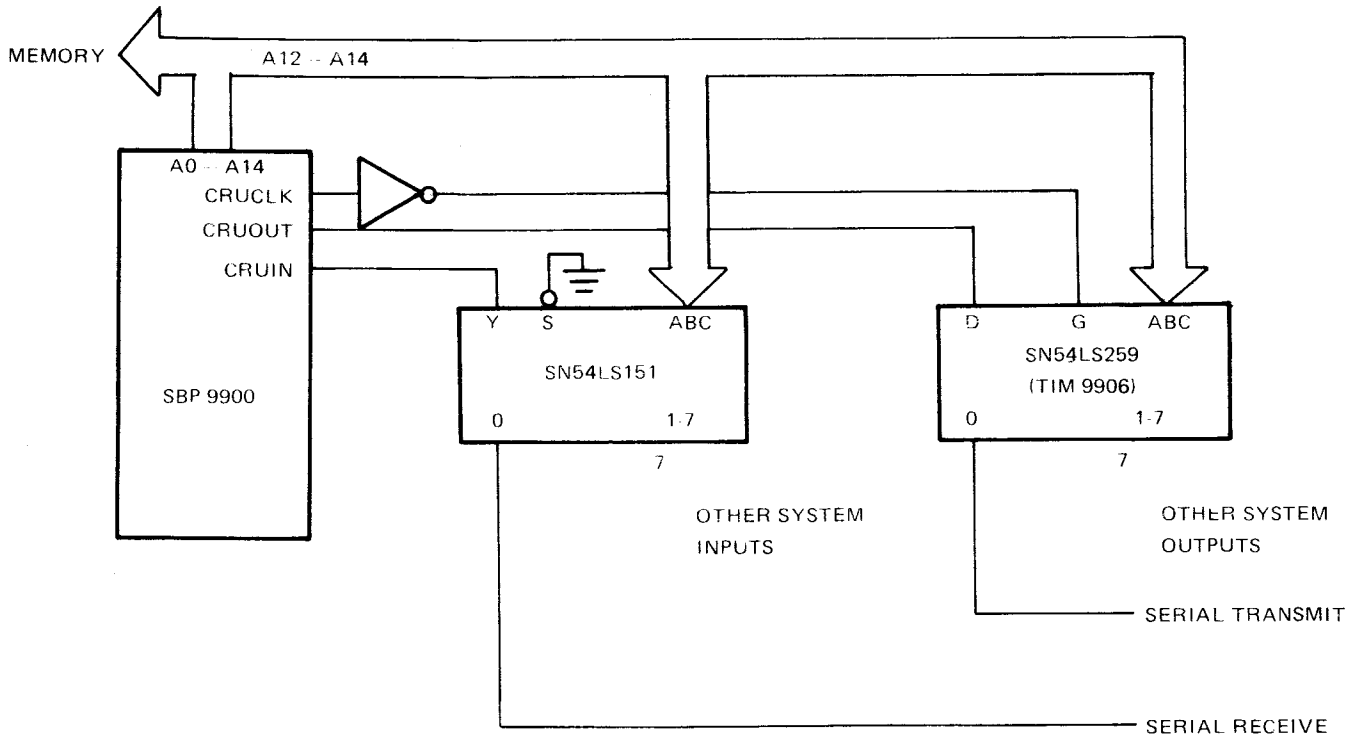 MEMORY
A12 - A14
A0 - A14
CRUCLK
CRUOUT
CRUIN
SBP 9900
Y S ABC
SN54LS151
0 1-7
7
OTHER SYSTEM
INPUTS
D G ABC
SN54LS259
(TIM 9906)
0 1-7
7
OTHER SYSTEM
OUTPUTS
SERIAL TRANSMIT
SERIAL RECEIVE